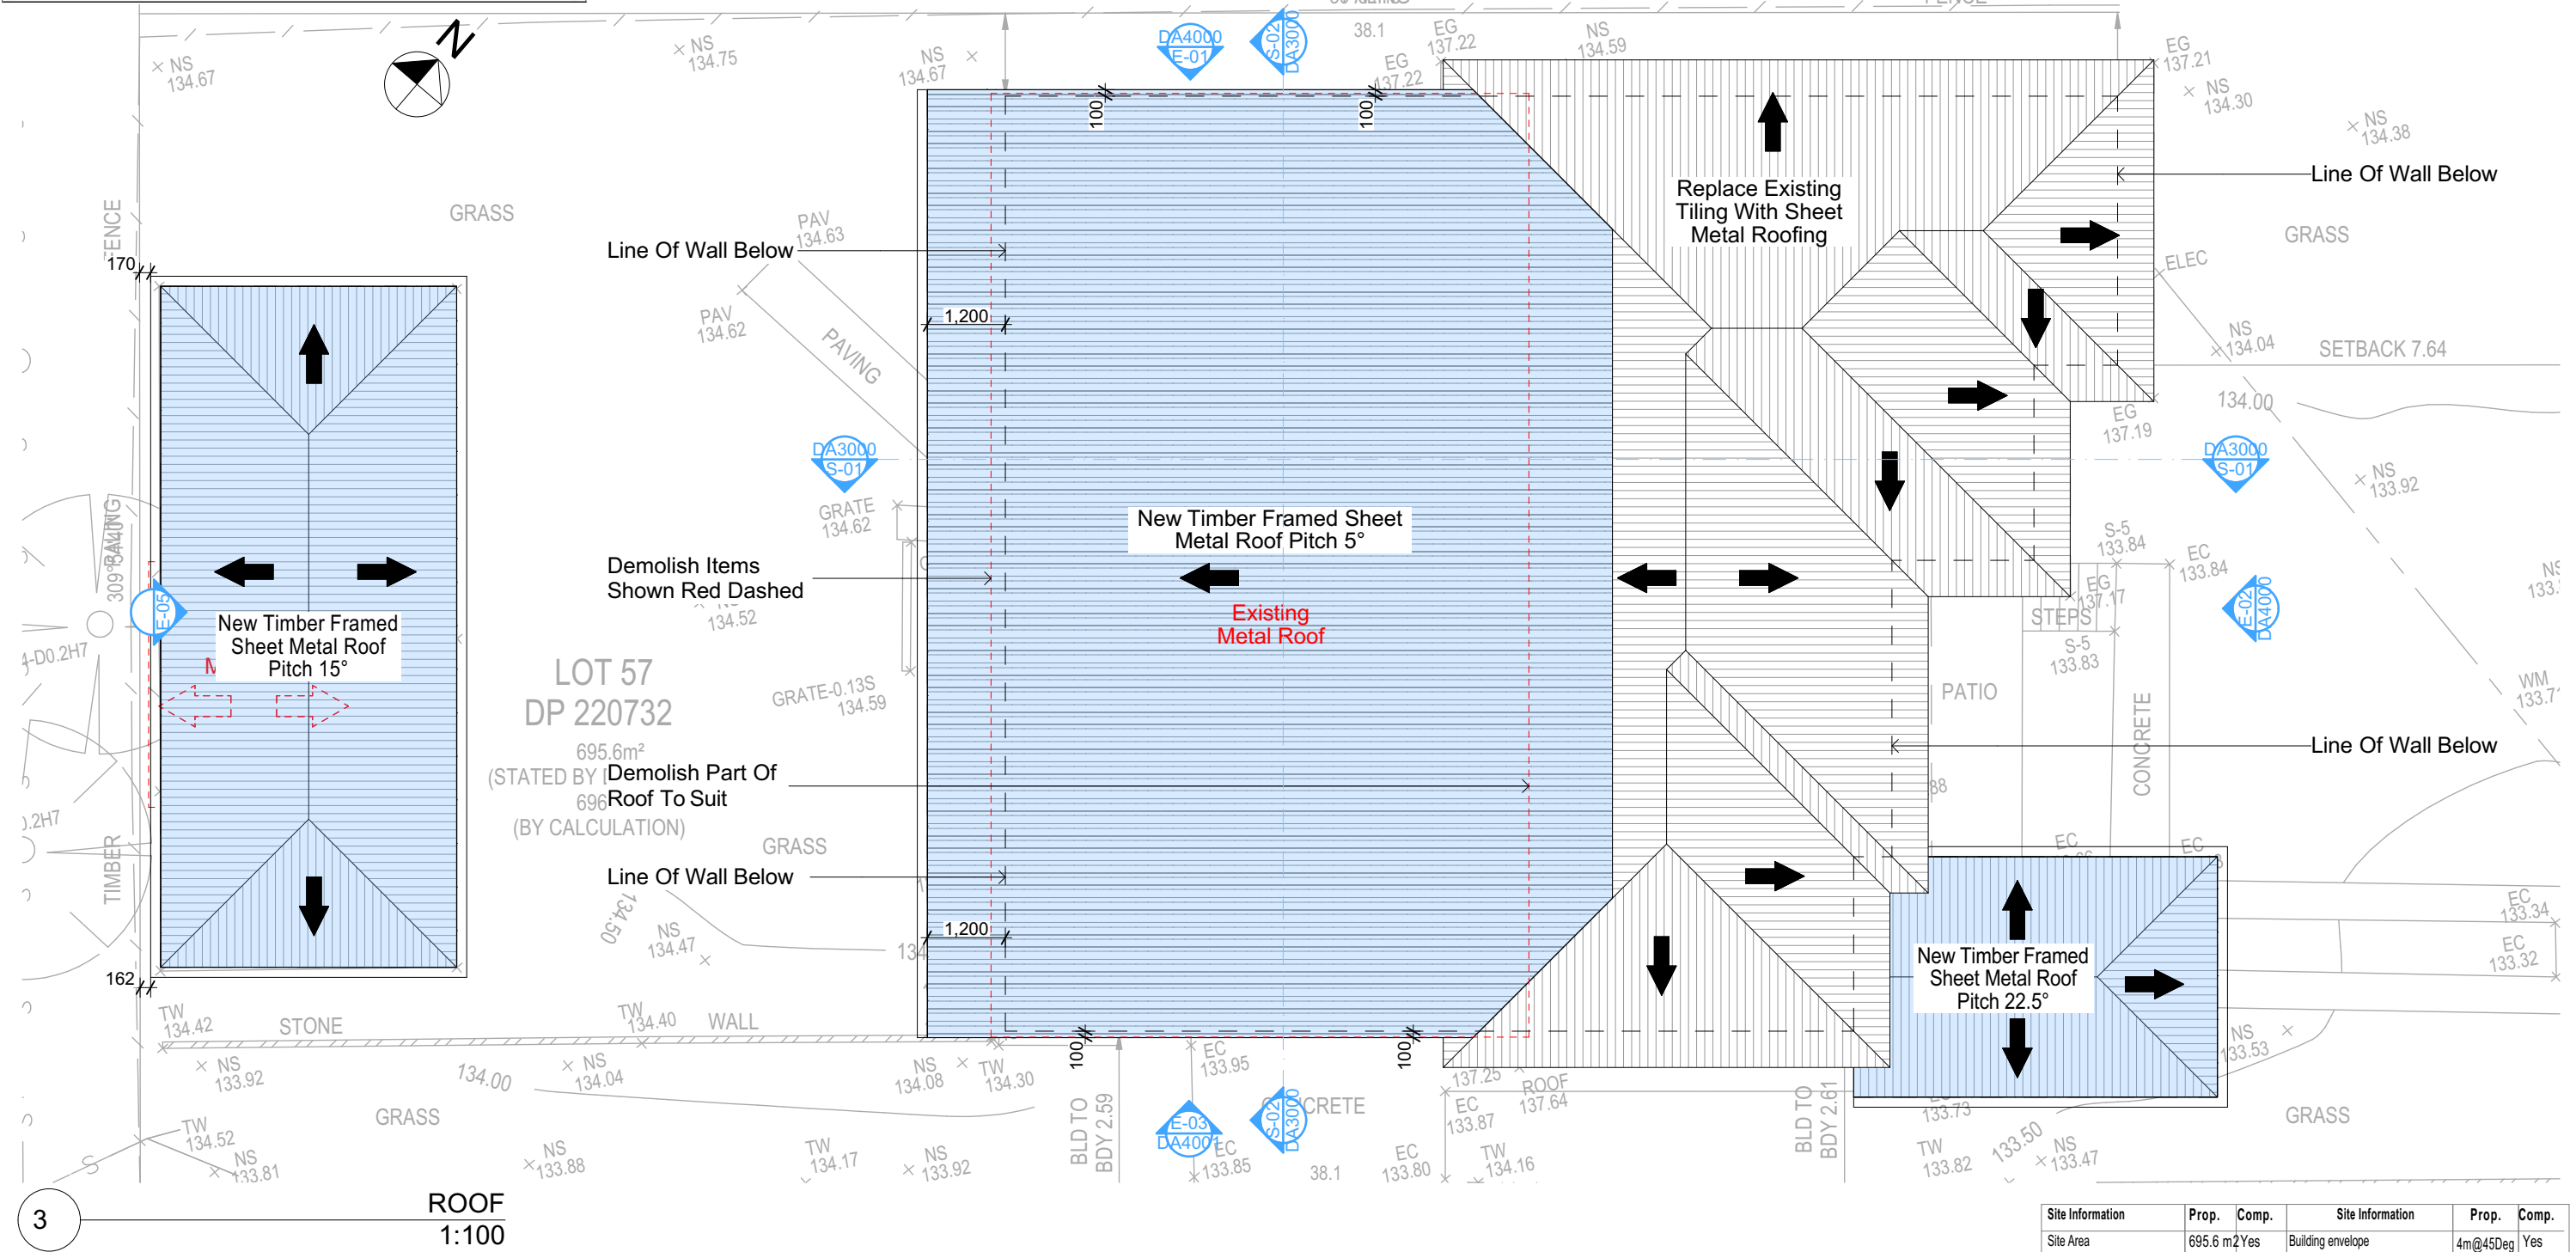 FENCE
38.1
N
NS
134.67
NS
134.75
NS
134.67
DA4000
E-01
S-02
DA3000
EG
137.22
EG
137.22
NS
134.59
EG
137.21
NS
134.30
NS
134.38
100
100
Replace Existing
Tiling With Sheet
Metal Roofing
Line Of Wall Below
GRASS
GRASS
FENCE
170
PAV
134.63
Line Of Wall Below
PAV
134.62
PAVING
1,200
ELEC
NS
134.04
SETBACK 7.64
134.00
EG
137.19
DA3000
S-01
DA3000
S-01
NS
133.92
GRATE
134.62
New Timber Framed Sheet
Metal Roof Pitch 5°
Existing
Metal Roof
Demolish Items
Shown Red Dashed
134.52
S-5
133.84
EC
133.84
EG
137.17
STEPS
S-5
133.83
E-02
DA4000
PALING
E-05
New Timber Framed
Sheet Metal Roof
Pitch 15°
LOT 57
DP 220732
695.6m²
(STATED BY
696
(BY CALCULATION)
GRATE-0.13S
134.59
Demolish Part Of
Roof To Suit
PATIO
CONCRETE
WM
Line Of Wall Below
GRASS
Line Of Wall Below
TIMBER
EC
EC
134.50
NS
134.47
1,200
New Timber Framed
Sheet Metal Roof
Pitch 22.5°
EC
133.34
EC
133.32
162
TW
134.42
STONE
TW
134.40
WALL
NS
133.92
134.00
NS
134.04
NS
134.08
TW
134.30
100
EC
133.95
100
137.25
ROOF
137.64
NS
133.53
GRASS
TW
134.52
NS
133.81
NS
133.88
TW
134.17
NS
133.92
BLD TO
BDY 2.59
E-03
DA4001
S-02
DA3000
EC
133.85
38.1
EC
133.80
EC
133.87
TW
134.16
BLD TO
BDY 2.61
133.73
TW
133.82
133.50
NS
133.47
GRASS
S
3
ROOF
1:100
Site Information Prop. Comp. Site Information Prop. Comp.
Site Area 695.6 m2 Yes Building envelope 4m@45Deg Yes